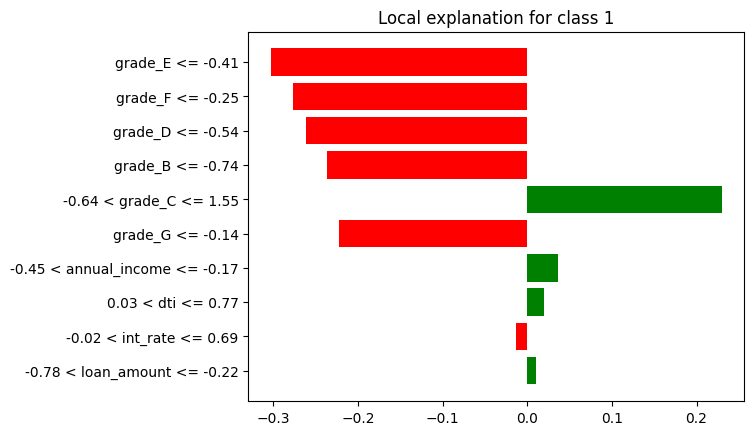 Local explanation for class 1
grade_E <= -0.41
grade_F <= -0.25
grade_D <= -0.54
grade_B <= -0.74
-0.64 < grade_C <= 1.55
grade_G <= -0.14
-0.45 < annual_income <= -0.17
0.03 < dti <= 0.77
-0.02 < int_rate <= 0.69
-0.78 < loan_amount <= -0.22
−0.3 −0.2 −0.1 0.0 0.1 0.2